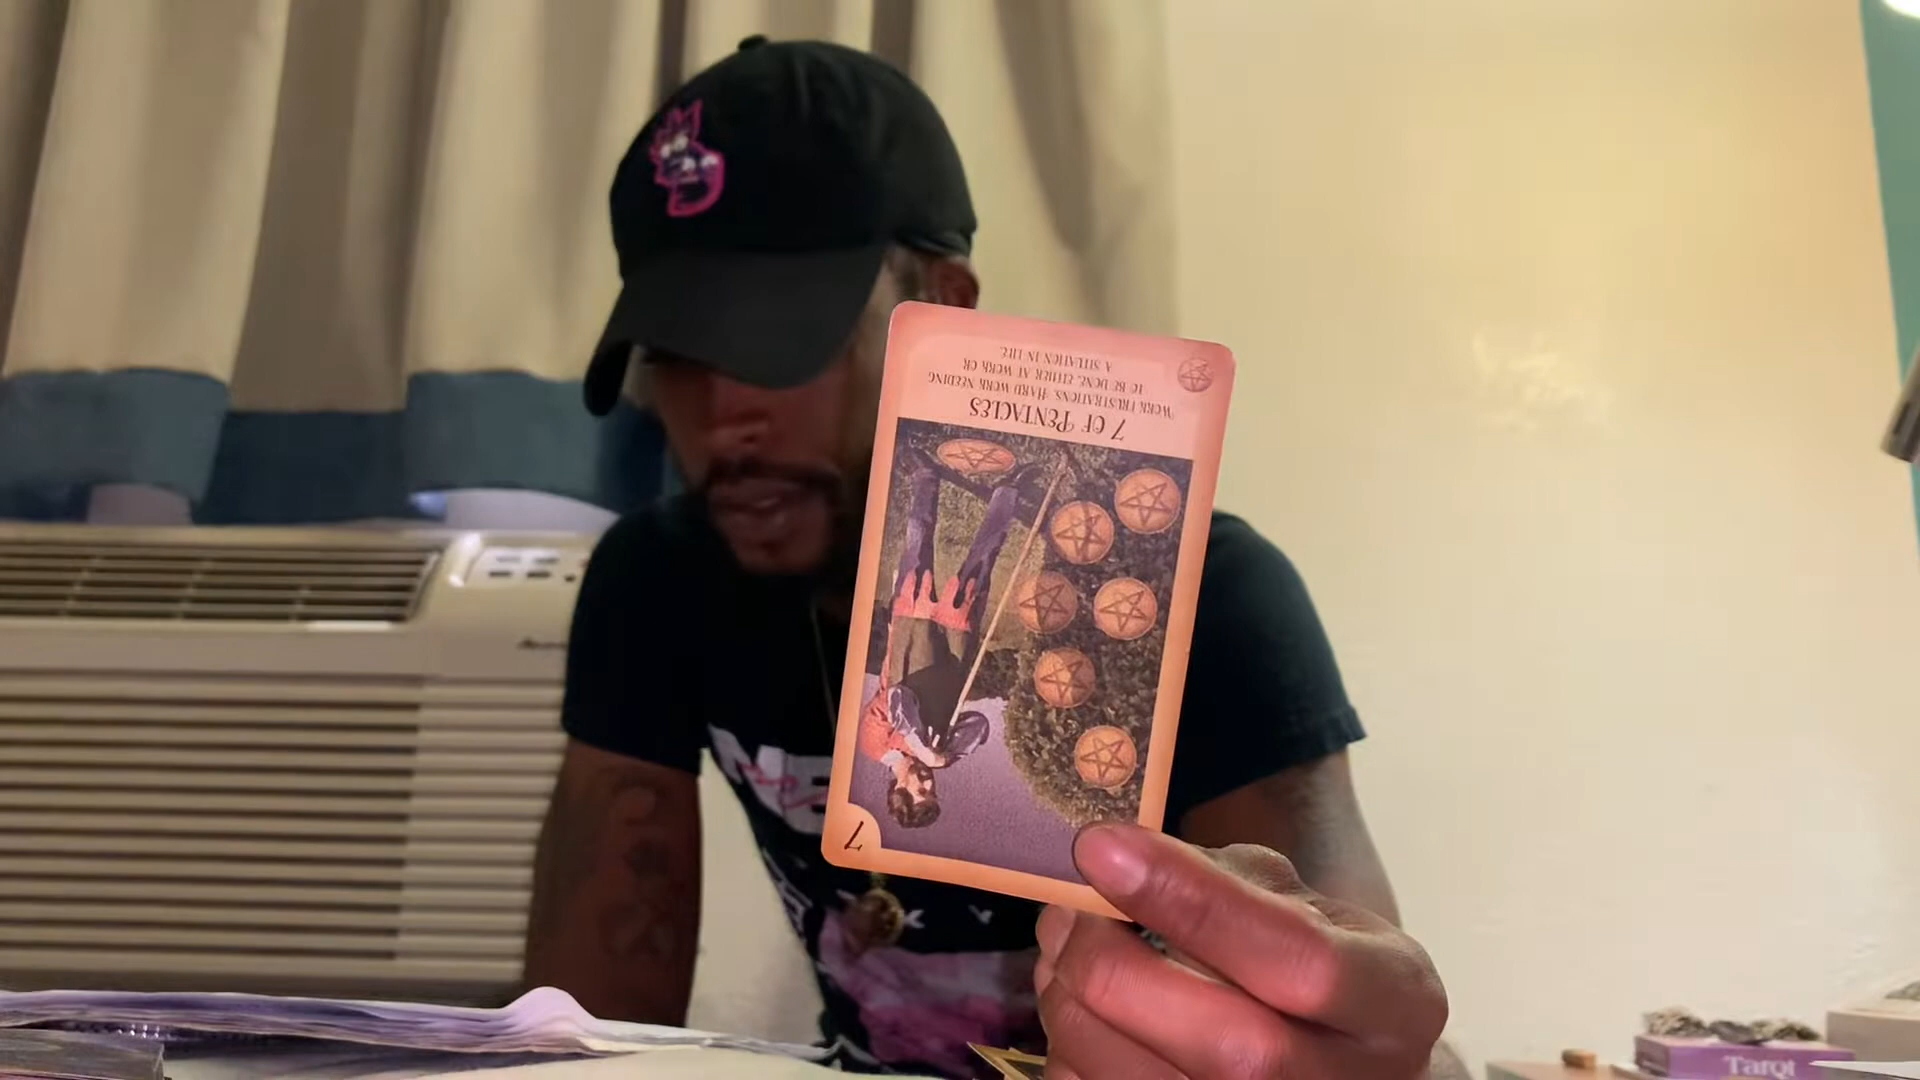 7 OF PENTACLES
WORK FRUSTRATIONS. HARD WORK NEEDING
TO BE DONE, EITHER AT WORK OR
A SITUATION IN LIFE.
7
Tarot